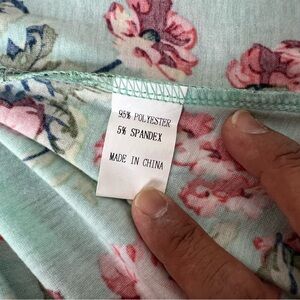 95% POLYESTER
5% SPANDEX
MADE IN CHINA